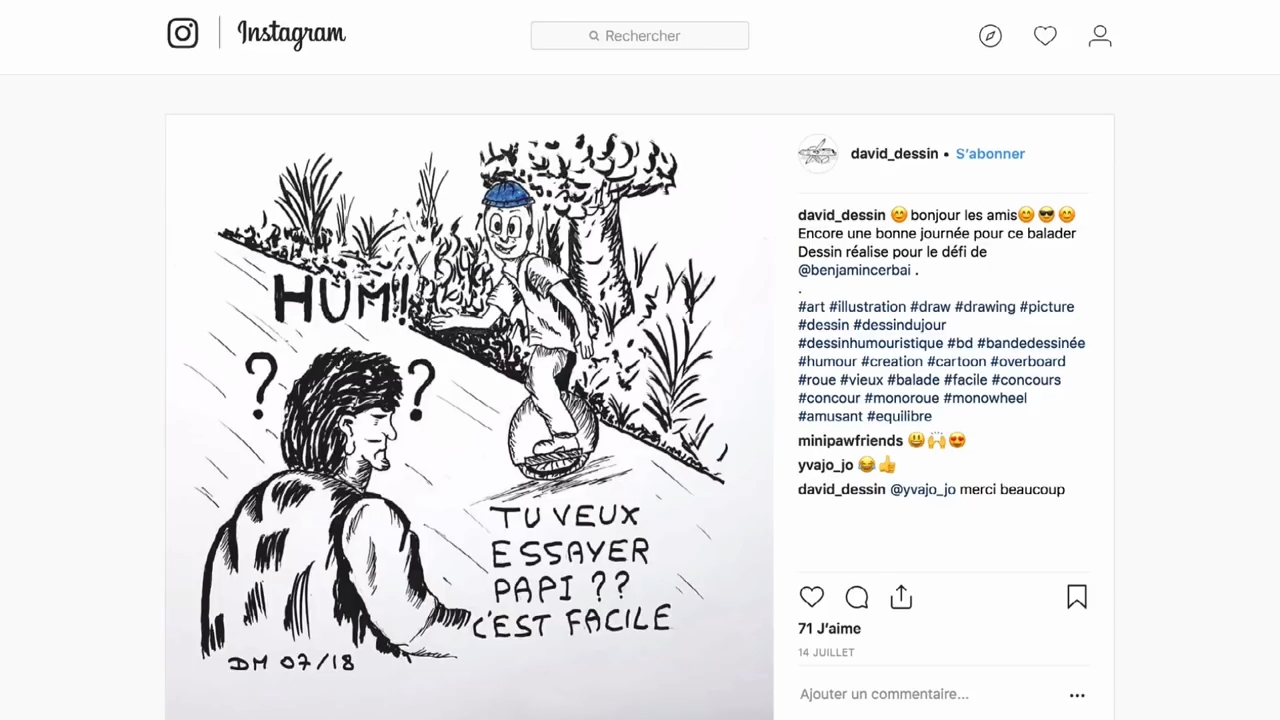 Instagram
Rechercher
HUM!
? ?
TU VEUX
ESSAYER
PAPI ??
C'EST FACILE
DM 07/18
david_dessin • S'abonner
david_dessin 😊 bonjour les amis😊 😎 😊
Encore une bonne journée pour ce balader
Dessin réalise pour le défi de
@benjamincerbai .
.
#art #illustration #draw #drawing #picture
#dessin #dessindujour
#dessinhumouristique #bd #bandedessinée
#humour #creation #cartoon #overboard
#roue #vieux #balade #facile #concours
#concour #monoroue #monowheel
#amusant #equilibre
minipawfriends 😃🙌😍
yvajo_jo 😂👍
david_dessin @yvajo_jo merci beaucoup
71 J'aime
14 JUILLET
Ajouter un commentaire...